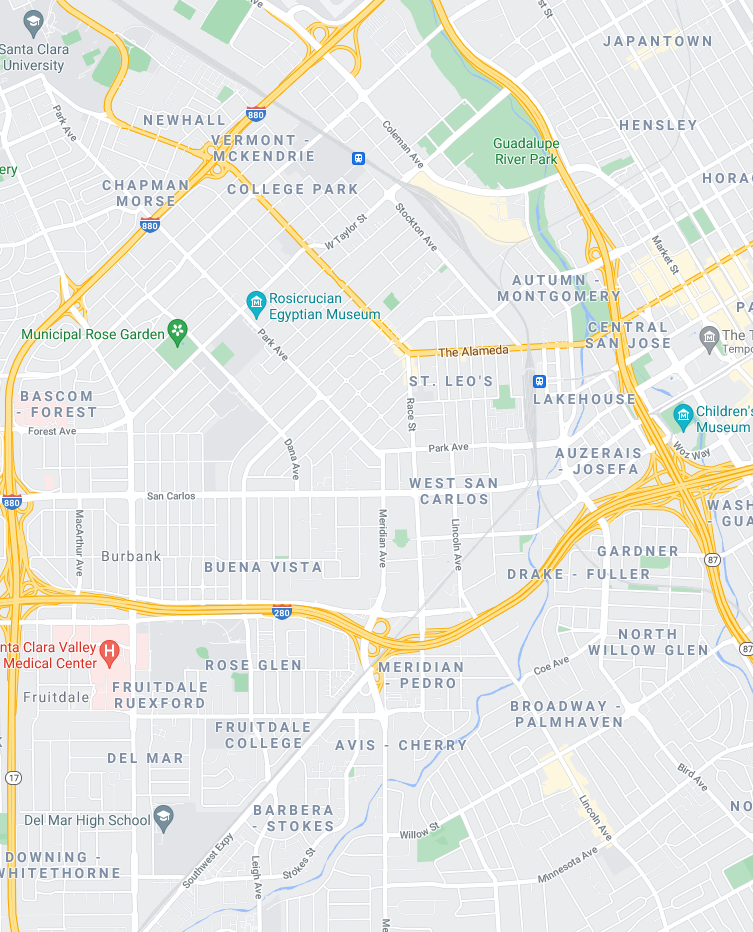 Santa Clara
University
JAPANTOWN
Park Ave
880
NEWHALL
VERMONT -
MCKENDRIE
Coleman Ave
HENSLEY
Guadalupe
River Park
CHAPMAN
MORSE
COLLEGE PARK
880
W Taylor St
Stockton Ave
Market St
AUTUMN -
MONTGOMERY
Rosicrucian
Egyptian Museum
Municipal Rose Garden
Park Ave
CENTRAL
SAN JOSE
The Alameda
ST. LEO'S
Race St
LAKEHOUSE
BASCOM
- FOREST
Children's
Museum
Forest Ave
Dana Ave
Park Ave
Woz Way
AUZERAIS
- JOSEFA
San Carlos
WEST SAN
CARLOS
880
MacArthur Ave
Meridian Ave
Lincoln Ave
Burbank
BUENA VISTA
GARDNER
87
DRAKE - FULLER
280
NORTH
WILLOW GLEN
87
nta Clara Valley
Medical Center
ROSE GLEN
MERIDIAN
- PEDRO
Coe Ave
Fruitdale
FRUITDALE
RUEXFORD
BROADWAY -
PALMHAVEN
FRUITDALE
COLLEGE
AVIS - CHERRY
DEL MAR
17
Bird Ave
Del Mar High School
BARBERA
- STOKES
Lincoln Ave
Willow St
Southwest Expy
Leigh Ave
Stokes St
Minnesota Ave
DOWNING -
WHITETHORNE